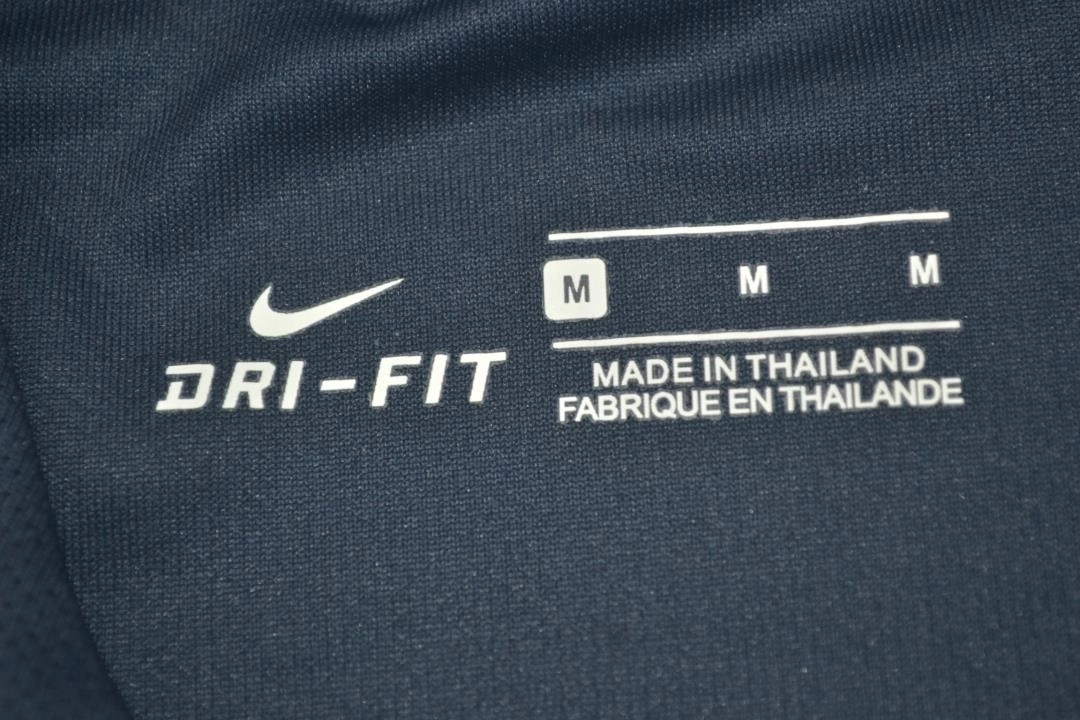 DRI-FIT
M M M
MADE IN THAILAND
FABRIQUE EN THAILANDE